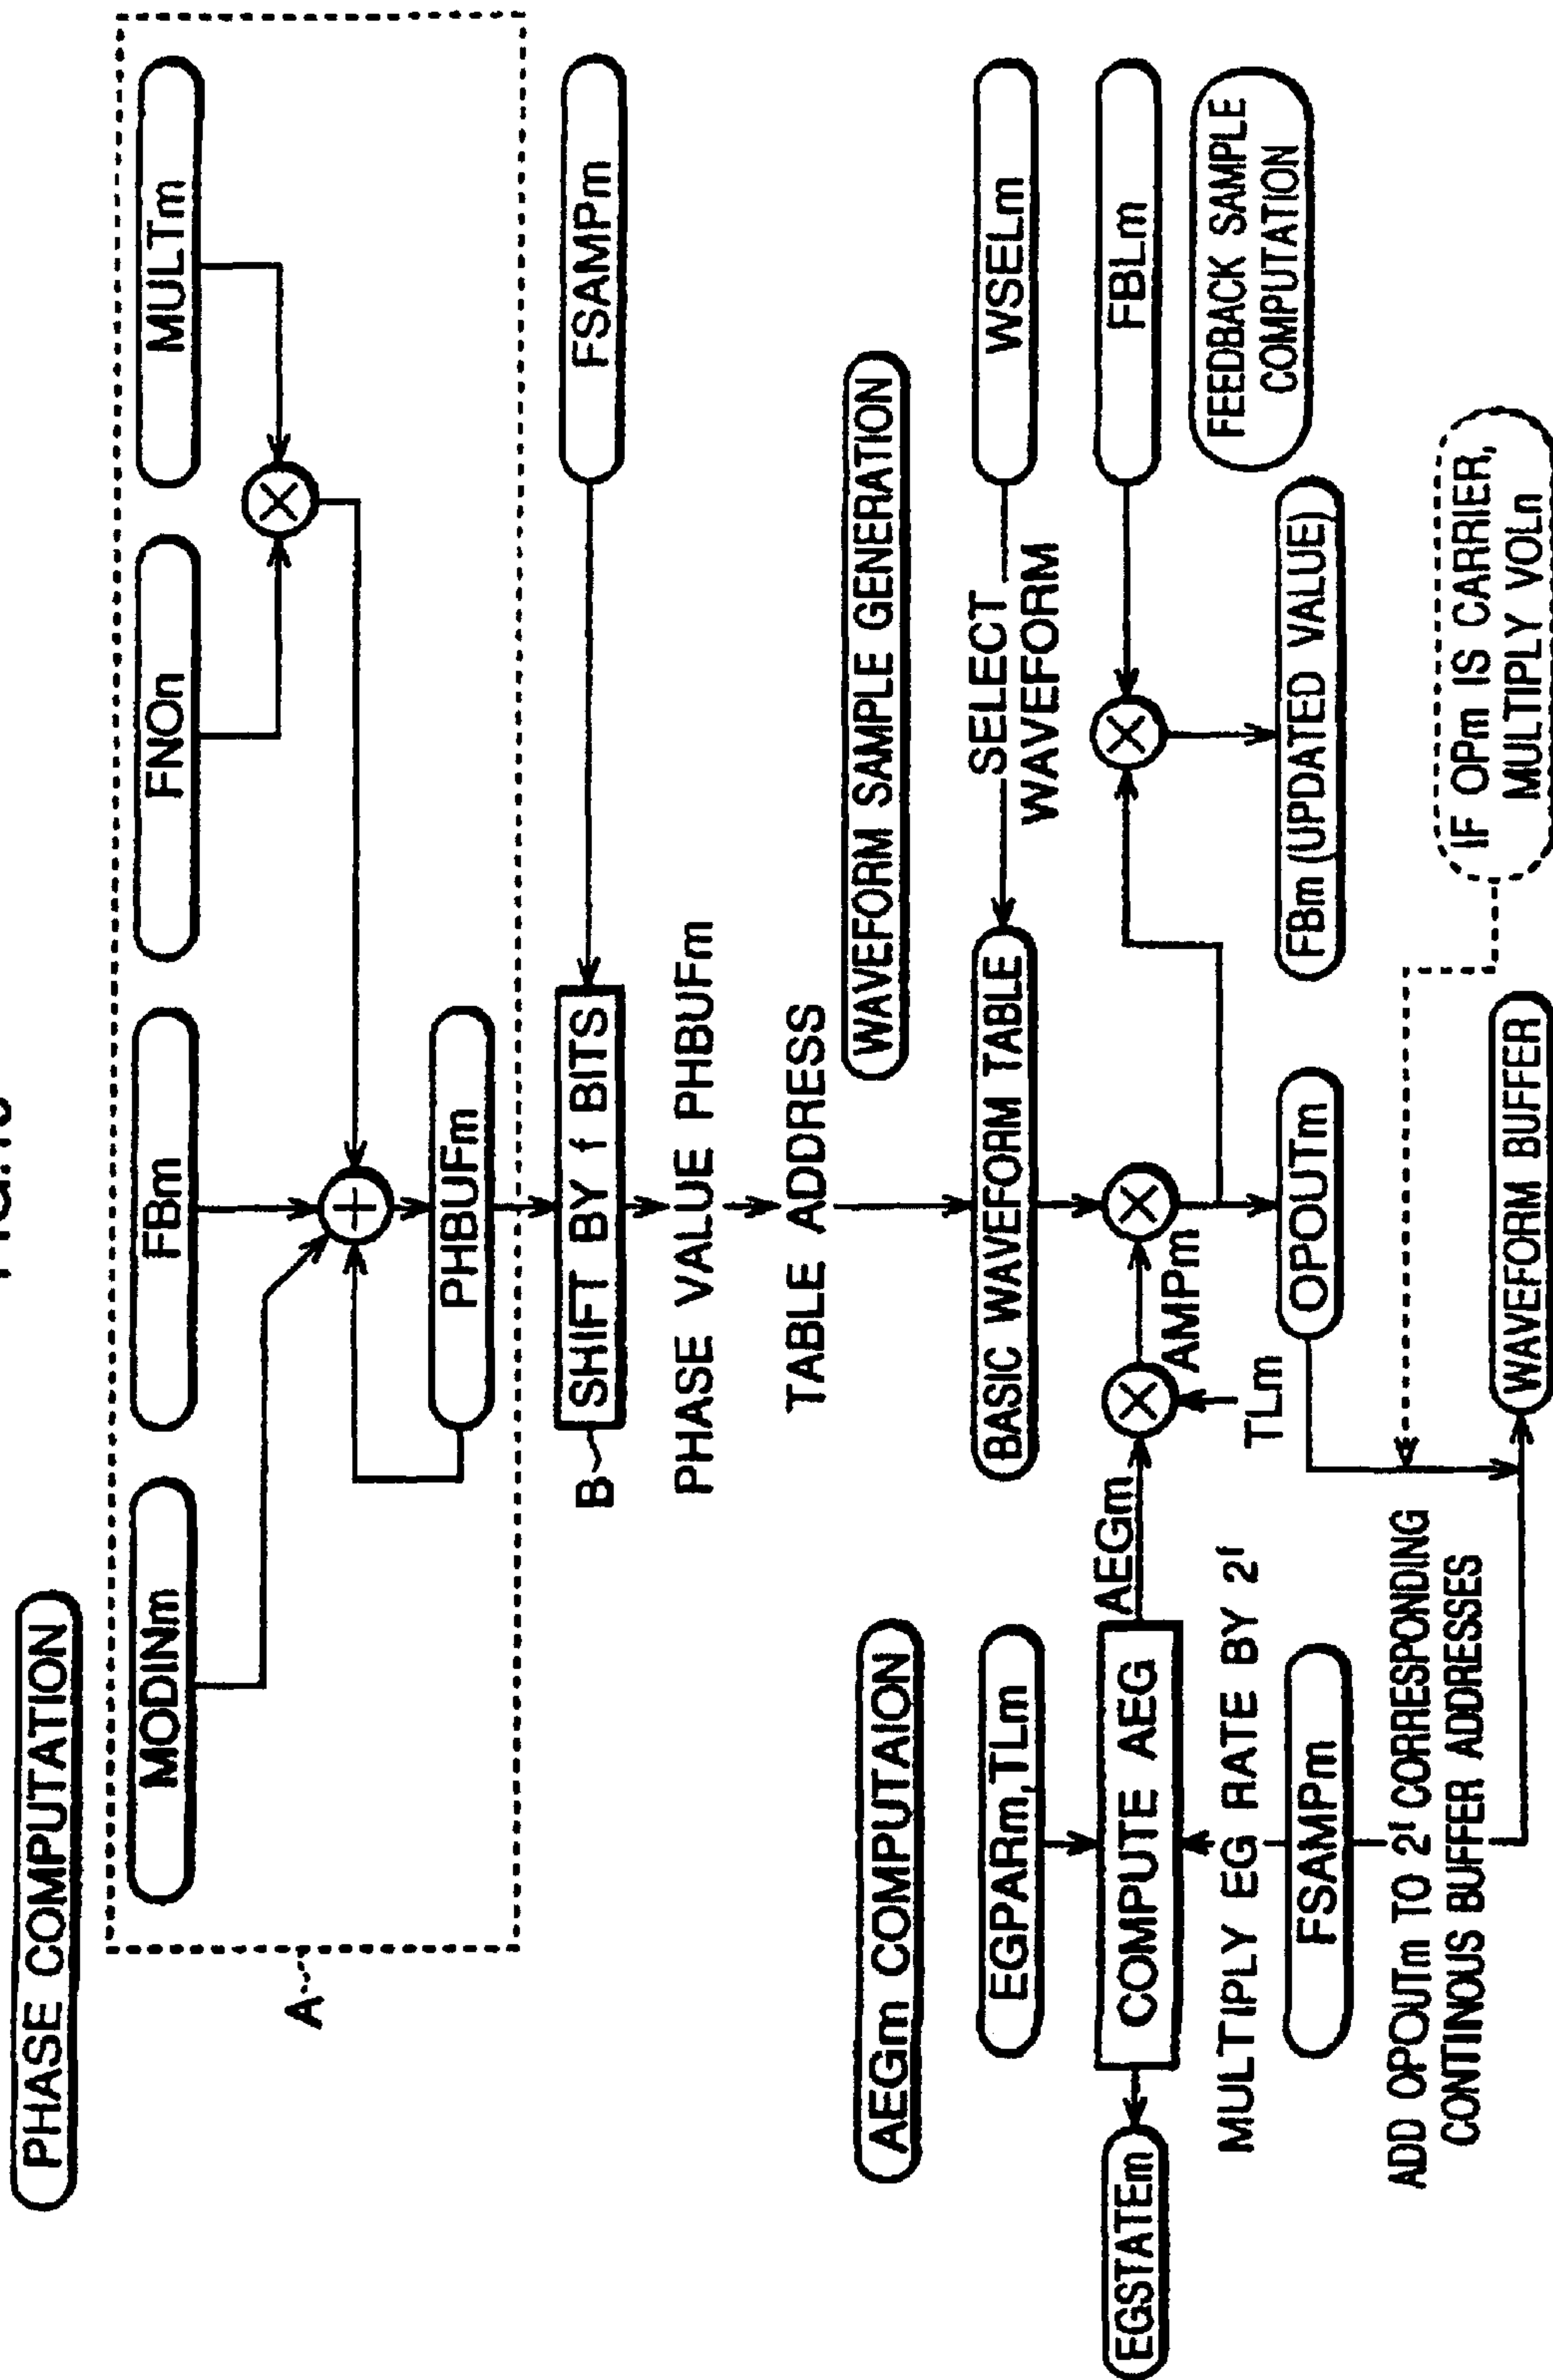 PHASE COMPUTATION
MODINm
FBm
FNOn
MULTm
A
PHBUFm
B
SHIFT BY f BITS
FSAMPm
PHASE VALUE PHBUFm
TABLE ADDRESS
WAVEFORM SAMPLE GENERATION
AEGm COMPUTAION
EGPARm,TLm
BASIC WAVEFORM TABLE
SELECT
WAVEFORM
WSELm
EGSTATEm
COMPUTE AEG
AEGm
TLm
AMPm
FBLm
FEEDBACK SAMPLE
COMPUTATION
MULTIPLY EG RATE BY 2f
FSAMPm
OPOUTm
FBm (UPDATED VALUE)
ADD OPOUTm TO 2f CORRESPONDING
CONTINOUS BUFFER ADDRESSES
IF OPm IS CARRIER,
MULTIPLY VOLn
WAVEFORM BUFFER